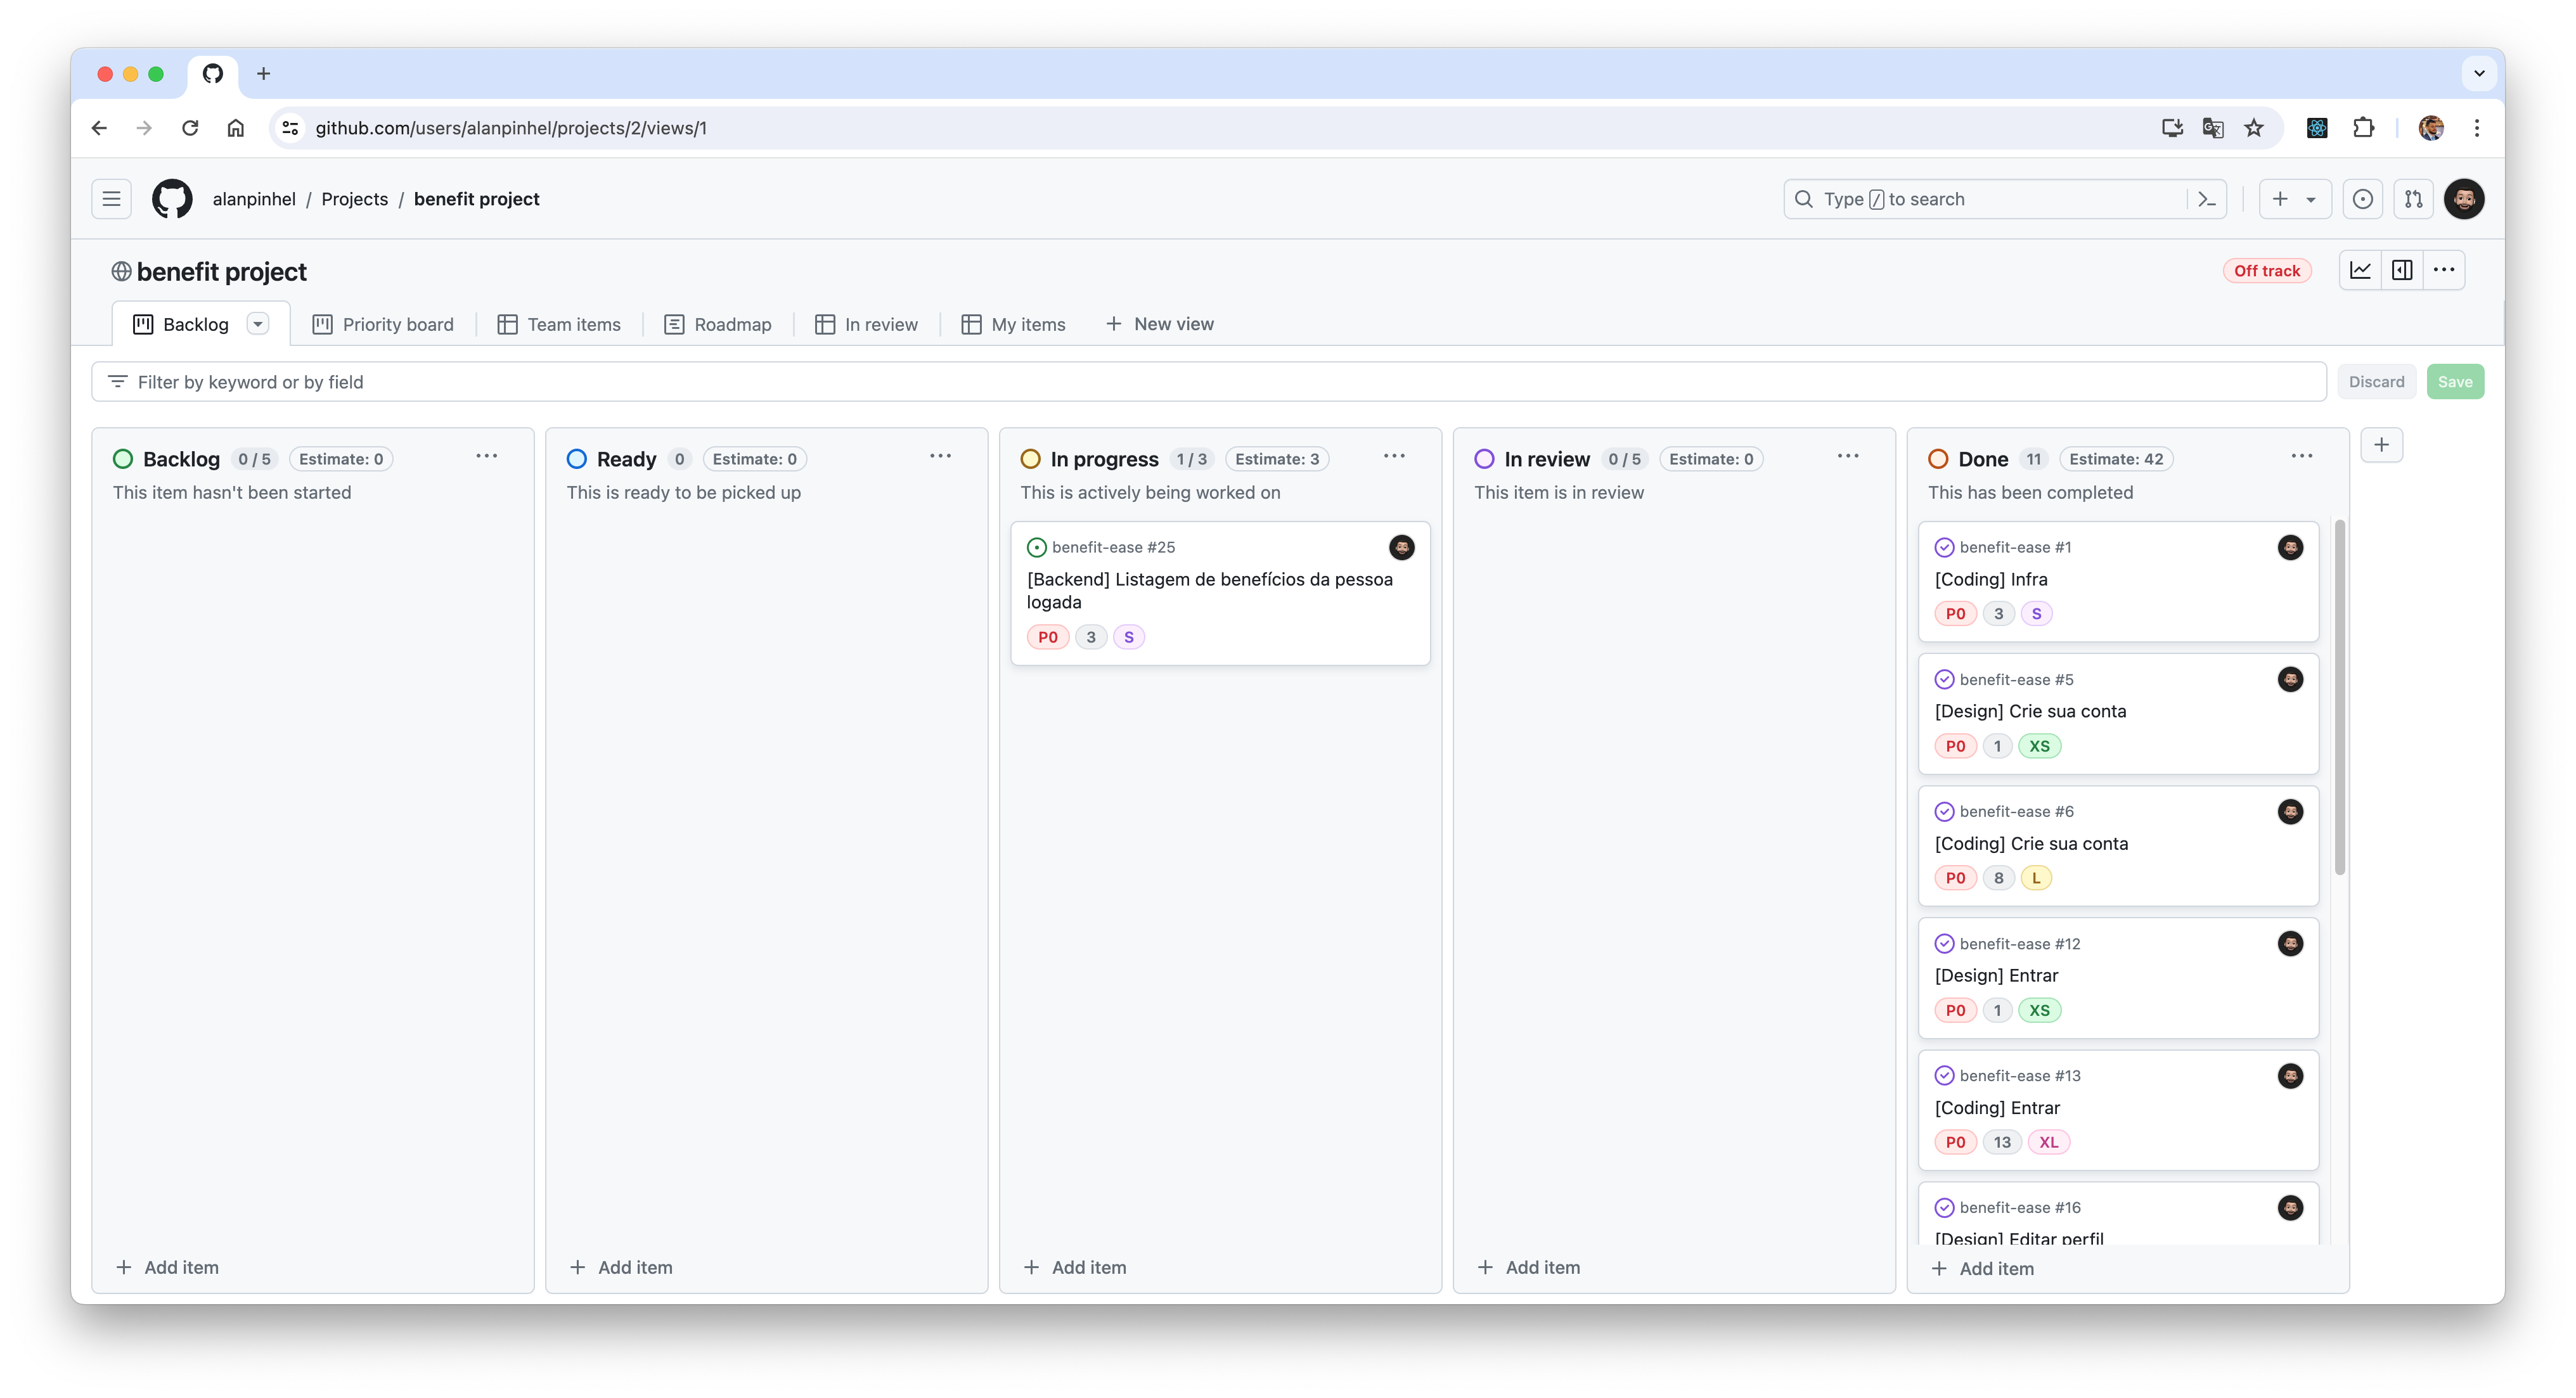 github.com/users/alanpinhel/projects/2/views/1
alanpinhel / Projects / benefit project
Type / to search
benefit project
Off track
Backlog
Priority board
Team items
Roadmap
In review
My items
New view
Filter by keyword or by field
Discard
Save
Backlog 0 / 5 Estimate: 0
This item hasn't been started
Add item
Ready 0 Estimate: 0
This is ready to be picked up
Add item
In progress 1 / 3 Estimate: 3
This is actively being worked on
benefit-ease #25
[Backend] Listagem de benefícios da pessoa
logada
P0 3 S
Add item
In review 0 / 5 Estimate: 0
This item is in review
Add item
Done 11 Estimate: 42
This has been completed
benefit-ease #1
[Coding] Infra
P0 3 S
benefit-ease #5
[Design] Crie sua conta
P0 1 XS
benefit-ease #6
[Coding] Crie sua conta
P0 8 L
benefit-ease #12
[Design] Entrar
P0 1 XS
benefit-ease #13
[Coding] Entrar
P0 13 XL
benefit-ease #16
[Design] Editar perfil
Add item